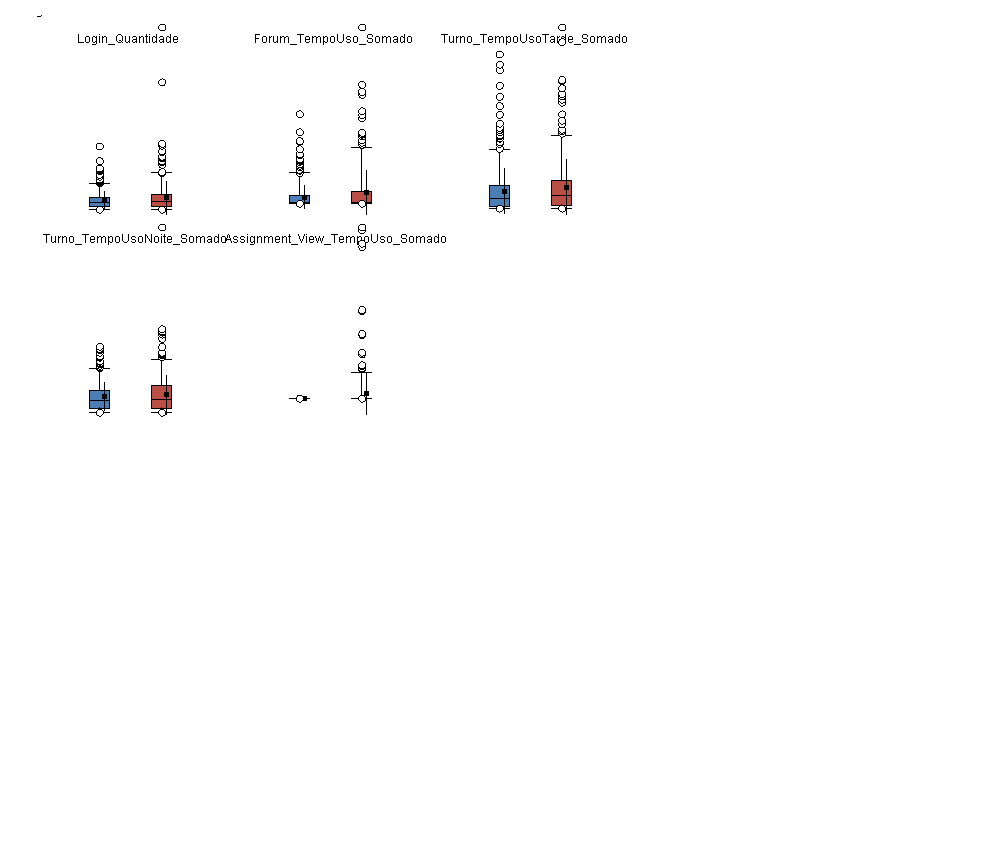 Login_Quantidade
Forum_TempoUso_Somado
Turno_TempoUsoTarde_Somado
Turno_TempoUsoNoite_Somado
Assignment_View_TempoUso_Somado